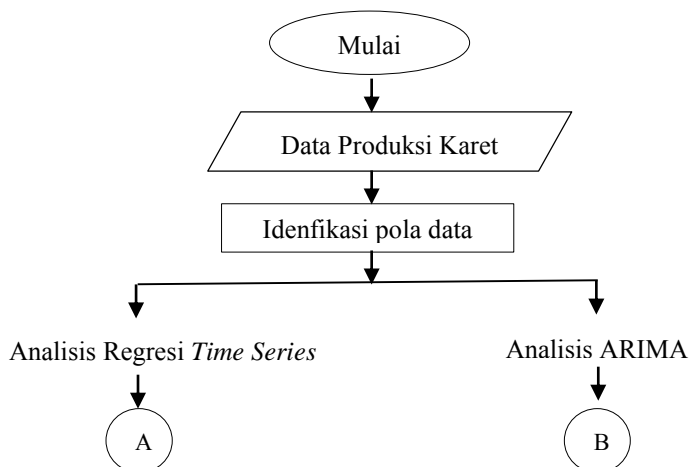 Mulai
Data Produksi Karet
Idenfikasi pola data
Analisis Regresi Time Series
Analisis ARIMA
A
B